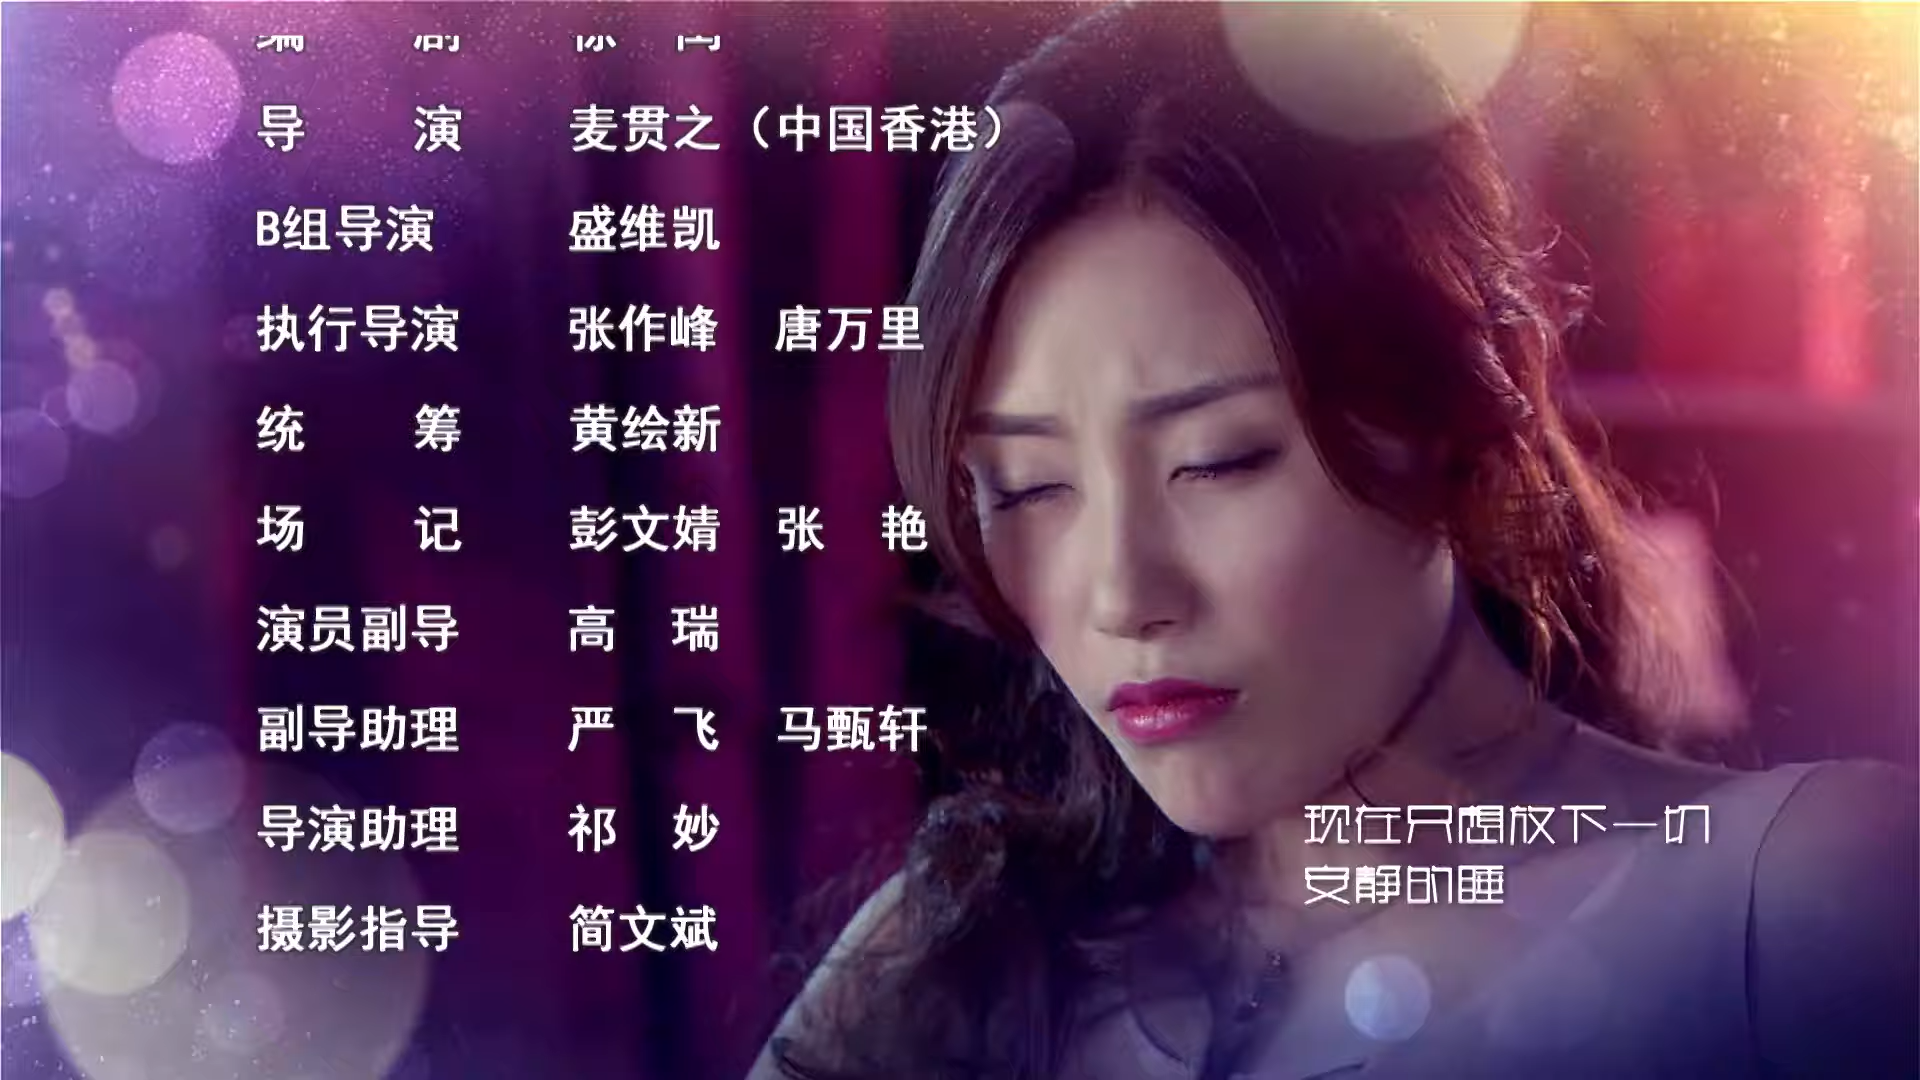 导演 麦贯之（中国香港）
B组导演 盛维凯
执行导演 张作峰 唐万里
统筹 黄绘新
场记 彭文婧 张艳
演员副导 高瑞
副导助理 严飞 马甄轩
导演助理 祁妙
摄影指导 简文斌
现在只想放下一切
安静的睡